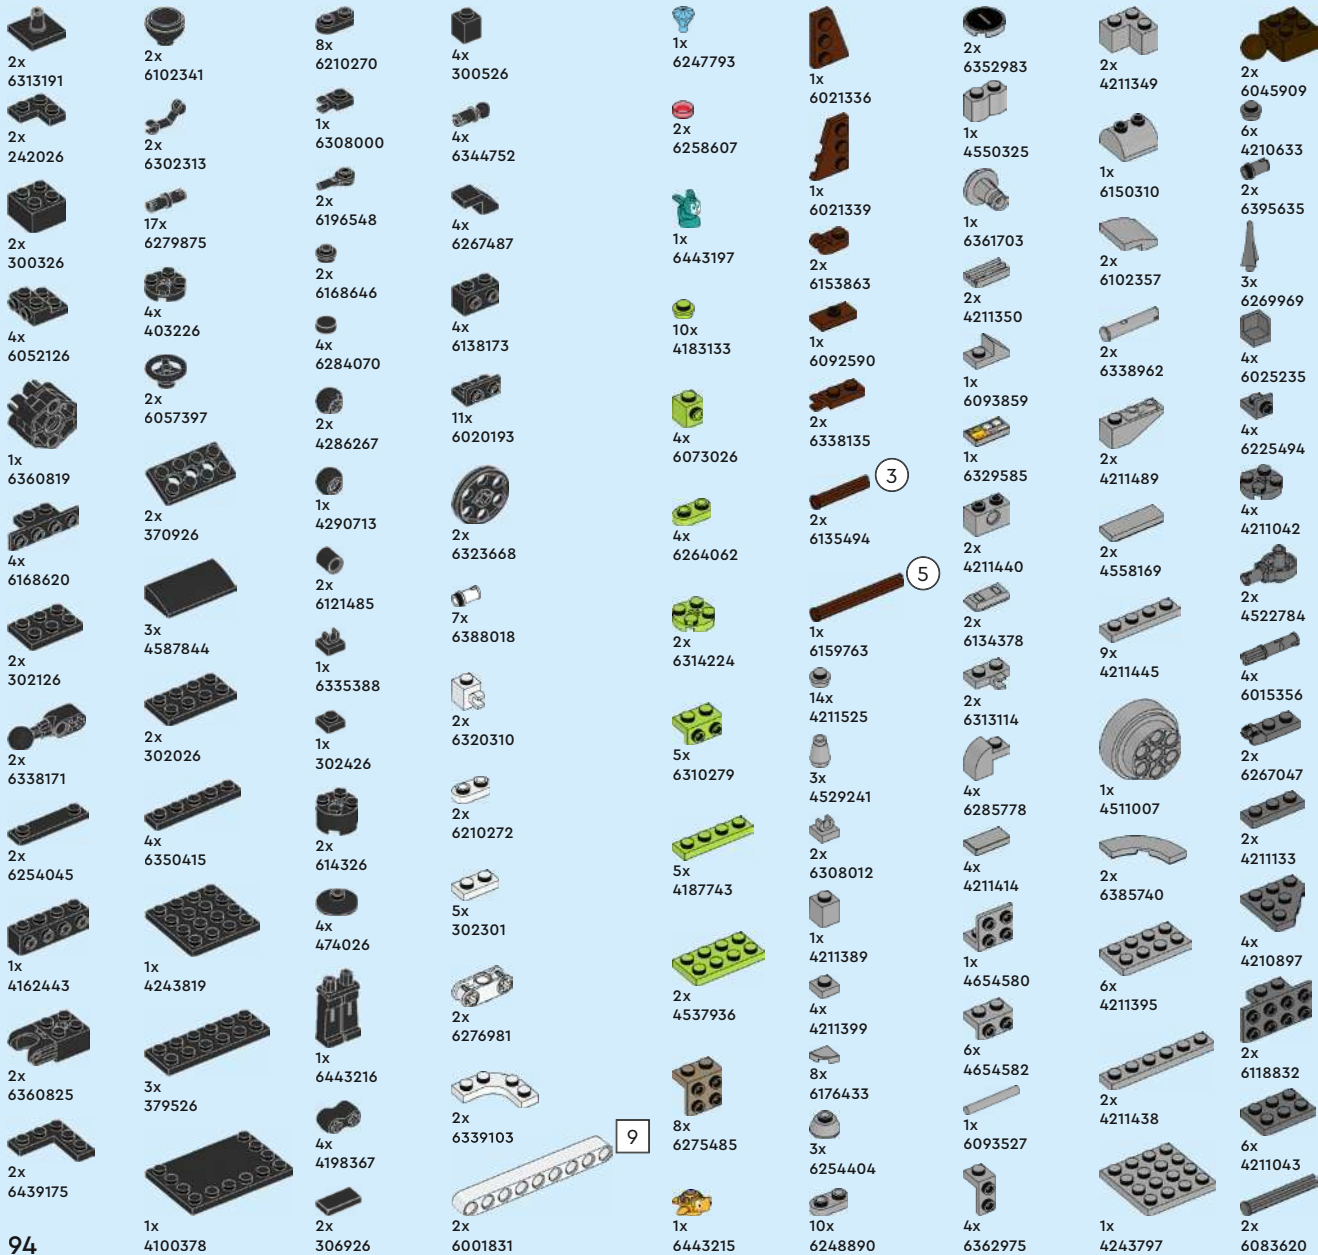 2x
6313191
2x
242026
2x
300326
4x
6052126
1x
6360819
4x
6168620
2x
302126
2x
6338171
2x
6254045
1x
4162443
2x
6360825
2x
6439175
94
2x
6102341
2x
6302313
17x
6279875
4x
403226
2x
6057397
2x
370926
3x
4587844
2x
302026
4x
6350415
1x
4243819
3x
379526
1x
4100378
8x
6210270
1x
6308000
2x
6196548
2x
6168646
4x
6284070
2x
4286267
1x
4290713
2x
6121485
1x
6335388
1x
302426
2x
614326
4x
474026
1x
6443216
4x
4198367
2x
306926
4x
300526
4x
6344752
4x
6267487
4x
6138173
11x
6020193
2x
6323668
7x
6388018
2x
6320310
2x
6210272
5x
302301
2x
6276981
2x
6339103
9
2x
6001831
1x
6247793
2x
6258607
1x
6443197
10x
4183133
4x
6073026
4x
6264062
2x
6314224
5x
6310279
5x
4187743
2x
4537936
8x
6275485
1x
6443215
1x
6021336
1x
6021339
2x
6153863
1x
6092590
2x
6338135
3
2x
6135494
5
1x
6159763
14x
4211525
3x
4529241
2x
6308012
1x
4211389
4x
4211399
8x
6176433
3x
6254404
10x
6248890
2x
6352983
1x
4550325
1x
6361703
2x
4211350
1x
6093859
1x
6329585
2x
4211440
2x
6134378
2x
6313114
4x
6285778
4x
4211414
1x
4654580
6x
4654582
1x
6093527
4x
6362975
2x
4211349
1x
6150310
2x
6102357
2x
6338962
2x
4211489
2x
4558169
9x
4211445
1x
4511007
2x
6385740
6x
4211395
2x
4211438
1x
4243797
2x
6045909
6x
4210633
2x
6395635
3x
6269969
4x
6025235
4x
6225494
4x
4211042
2x
4522784
4x
6015356
2x
6267047
2x
4211133
4x
4210897
2x
6118832
6x
4211043
2x
6083620